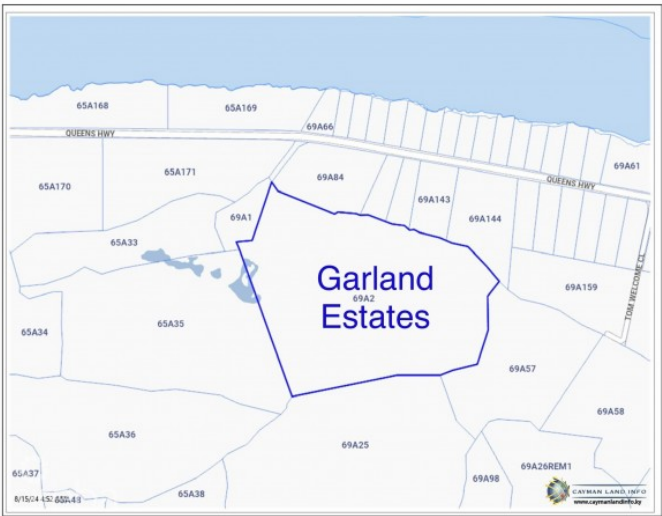 65A168
65A169
69A66
QUEENS HWY
69A61
QUEENS HWY
65A170
65A171
69A84
69A143
69A144
69A1
65A33
Garland
69A2
Estates
69A159
TOM WELCOME CL
65A34
65A35
69A57
69A58
65A36
69A25
65A37
69A98
69A26REM1
65A38
CAYMAN LAND INFO
www.caymanlandinfo.ky